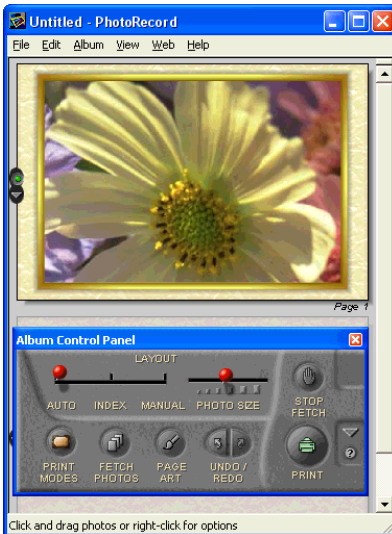 Untitled - PhotoRecord
File Edit Album View Web Help
Page 1
Album Control Panel
LAYOUT
AUTO INDEX MANUAL PHOTO SIZE
STOP
FETCH
PRINT
MODES
FETCH
PHOTOS
PAGE
ART
UNDO /
REDO
PRINT
?
Click and drag photos or right-click for options